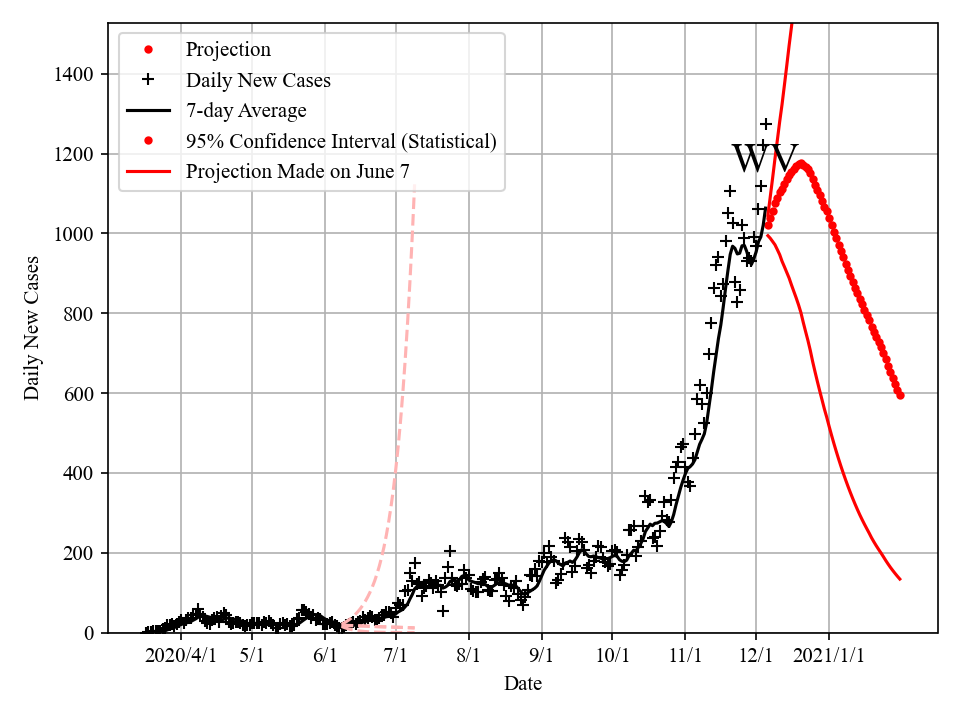 Projection
Daily New Cases
7-day Average
95% Confidence Interval (Statistical)
Projection Made on June 7
WV
1400
1200
1000
800
600
400
200
0
Daily New Cases
2020/4/1 5/1 6/1 7/1 8/1 9/1 10/1 11/1 12/1 2021/1/1
Date